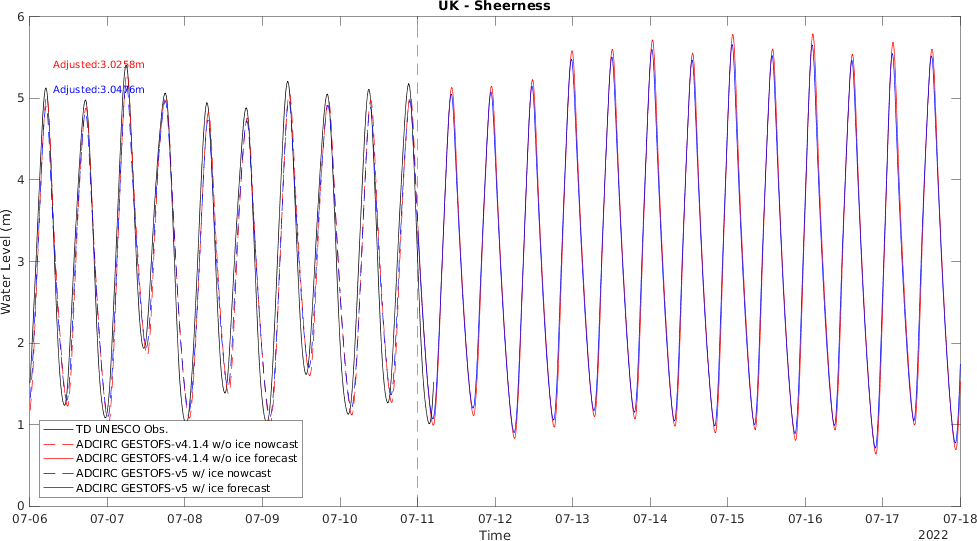 UK - Sheerness
6
5
4
3
2
1
0
Water Level (m)
Adjusted:3.0258m
Adjusted:3.0476m
TD UNESCO Obs.
ADCIRC GESTOFS-v4.1.4 w/o ice nowcast
ADCIRC GESTOFS-v4.1.4 w/o ice forecast
ADCIRC GESTOFS-v5 w/ ice nowcast
ADCIRC GESTOFS-v5 w/ ice forecast
07-06 07-07 07-08 07-09 07-10 07-11 07-12 07-13 07-14 07-15 07-16 07-17 07-18
Time
2022